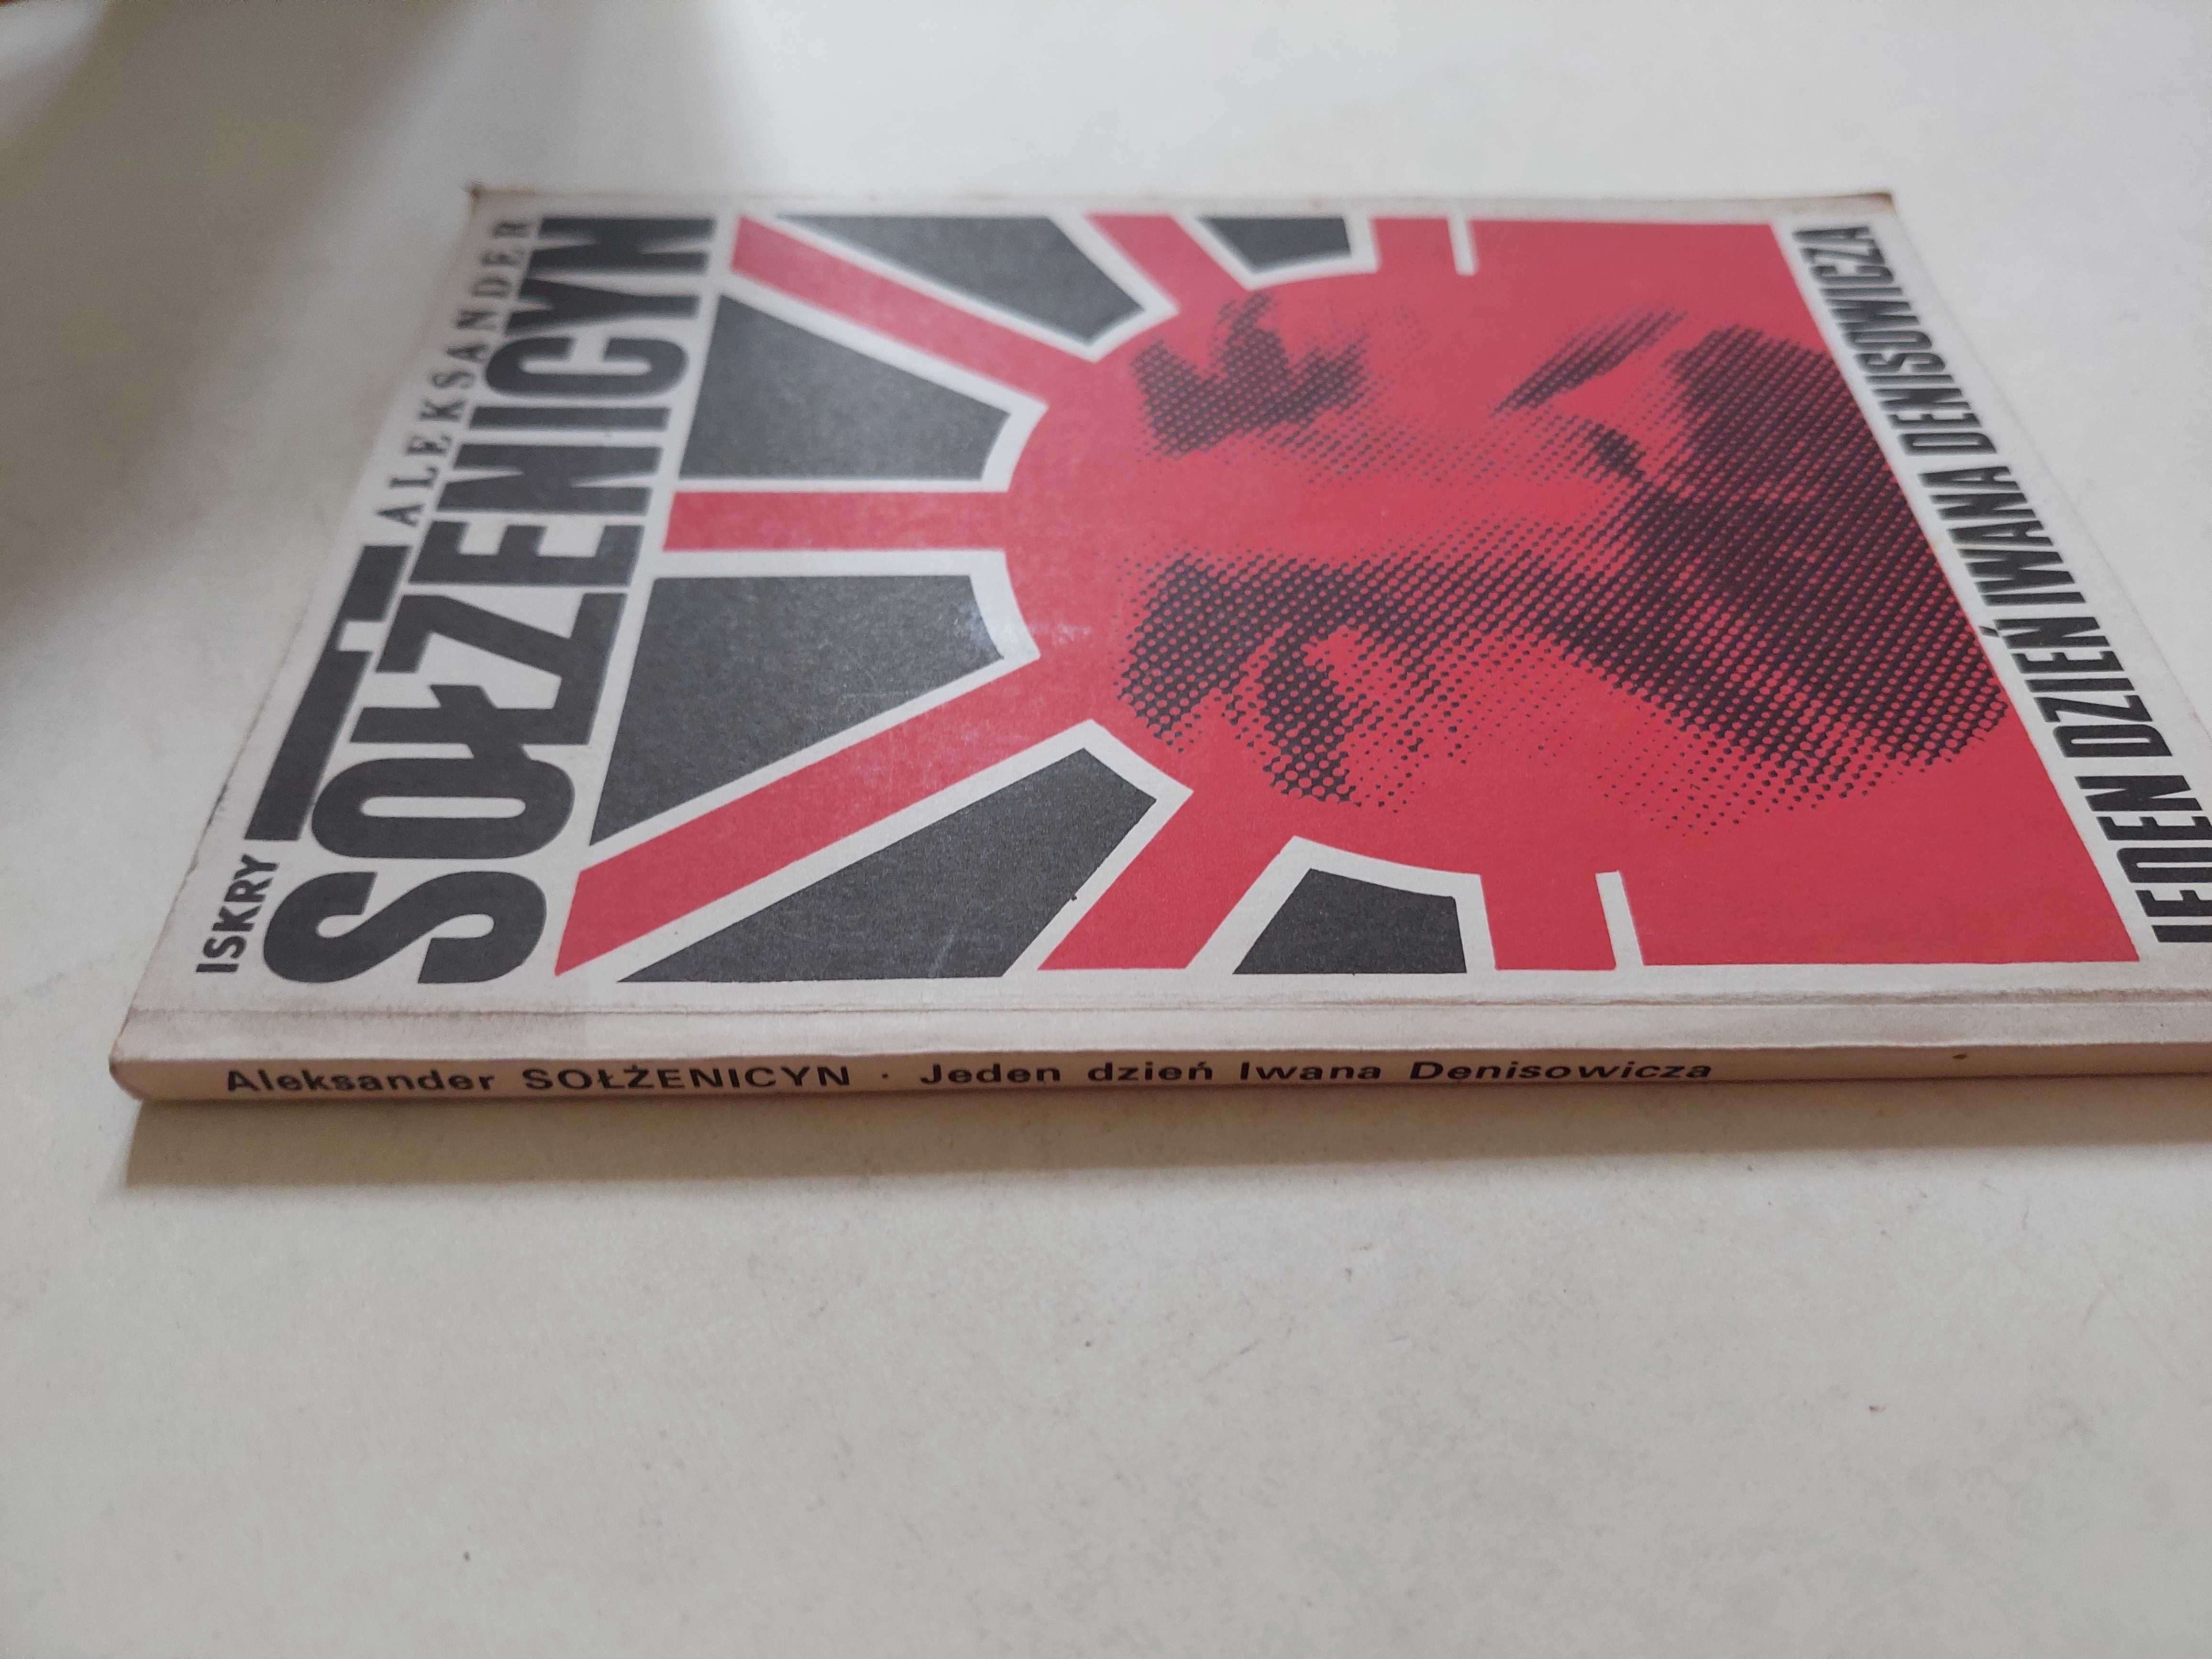 ISKRY
ALEKSANDER
SOŁŻENICYN
JEDEN DZIEŃ IWANA DENISOWICZA
Aleksander SOŁŻENICYN · Jeden dzień Iwana Denisowicza